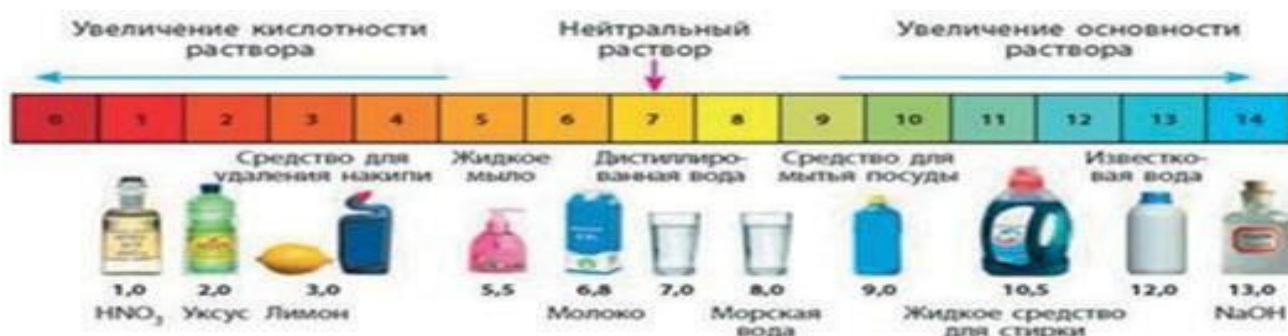 Увеличение кислотности
раствора
Нейтральный
раствор
Увеличение основности
раствора
0 1 2 3 4 5 6 7 8 9 10 11 12 13 14
Средство для
удаления накипи
Жидкое
мыло
Дистиллиро-
ванная вода
Средство для
мытья посуды
Известко-
вая вода
1,0 2,0 3,0 5,5 6,8 7,0 8,0 9,0 10,5 12,0 13,0
HNO₃ Уксус Лимон
Молоко
Морская
вода
Жидкое средство
для стирки
NaOH